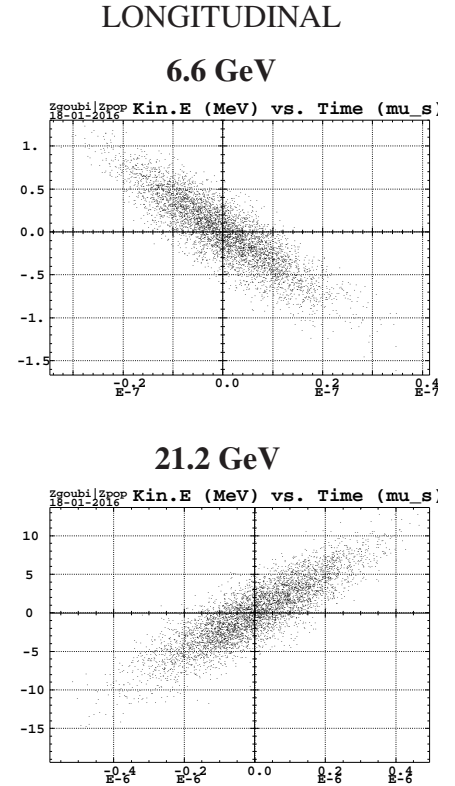 LONGITUDINAL
6.6 GeV
Zgoubi|Zpop Kin.E (MeV) vs. Time (mu_s)
18-01-2016
1.
0.5
0.0
-.5
-1.
-1.5
-0.2 0.0 0.2 0.4
E-7 E-7 E-7
21.2 GeV
Zgoubi|Zpop Kin.E (MeV) vs. Time (mu_s)
18-01-2016
10
5
0
-5
-10
-15
-0.4 -0.2 0.0 0.2 0.4
E-6 E-6 E-6 E-6